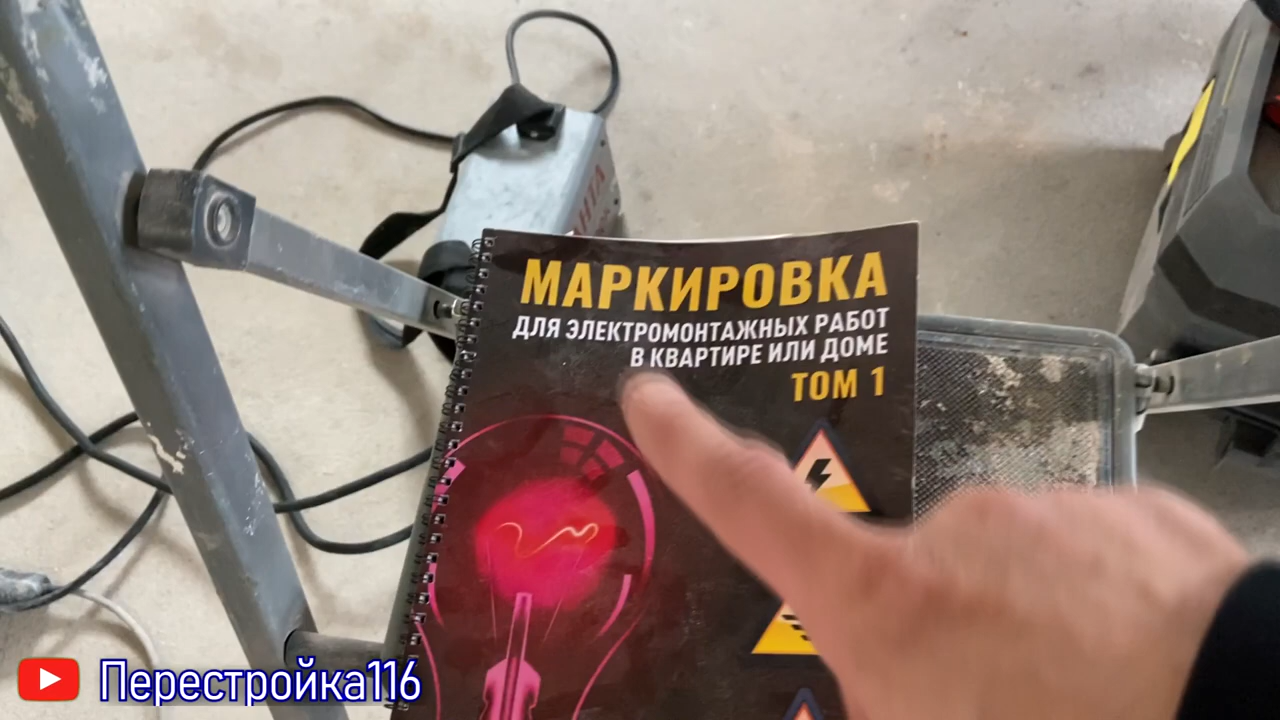 МАРКИРОВКА
ДЛЯ ЭЛЕКТРОМОНТАЖНЫХ РАБОТ
В КВАРТИРЕ ИЛИ ДОМЕ
ТОМ 1
Перестройка116